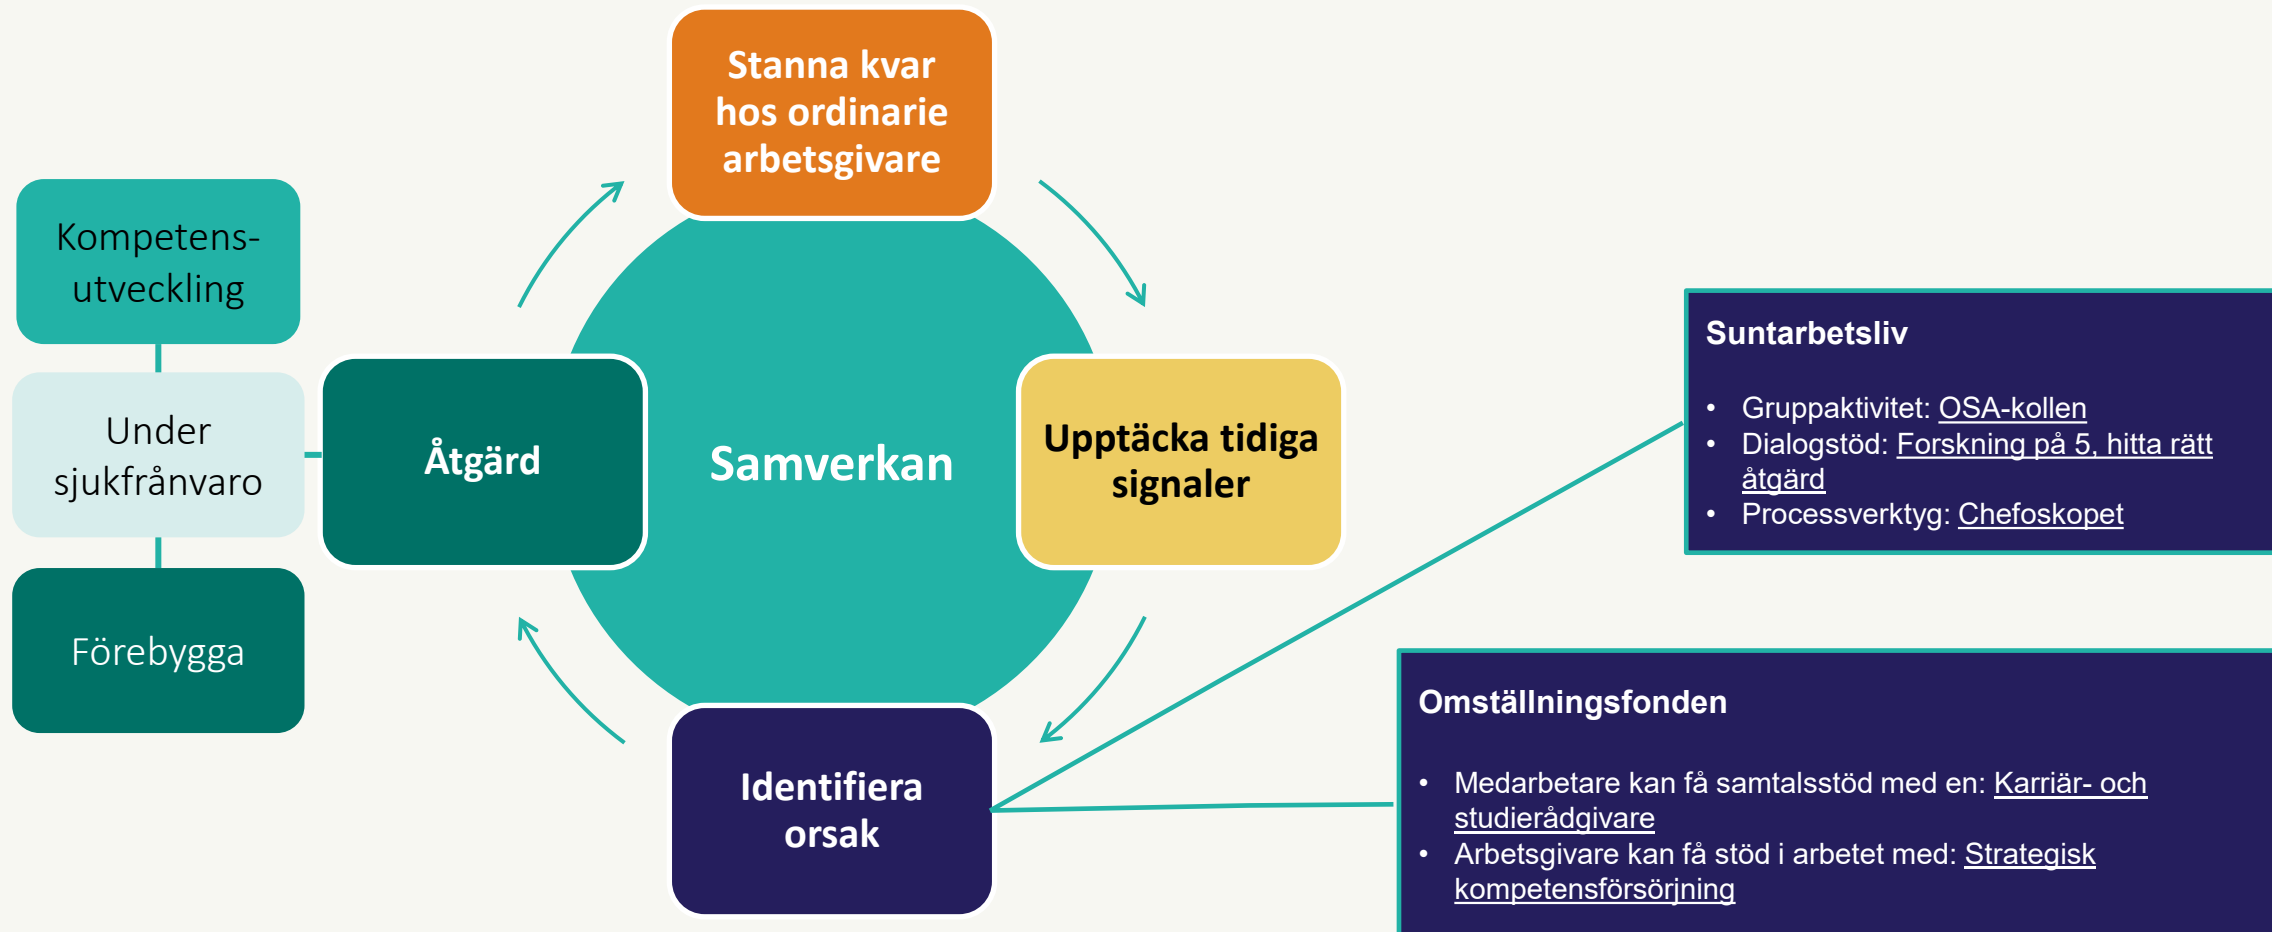 Stanna kvar
hos ordinarie
arbetsgivare
Kompetens-
utveckling
Under
sjukfrånvaro
Förebygga
Åtgärd
Samverkan
Upptäcka tidiga
signaler
Identifiera
orsak
Suntarbetsliv
• Gruppaktivitet: OSA-kollen
• Dialogstöd: Forskning på 5, hitta rätt
åtgärd
• Processverktyg: Chefoskopet
Omställningsfonden
• Medarbetare kan få samtalsstöd med en: Karriär- och
studierådgivare
• Arbetsgivare kan få stöd i arbetet med: Strategisk
kompetensförsörjning